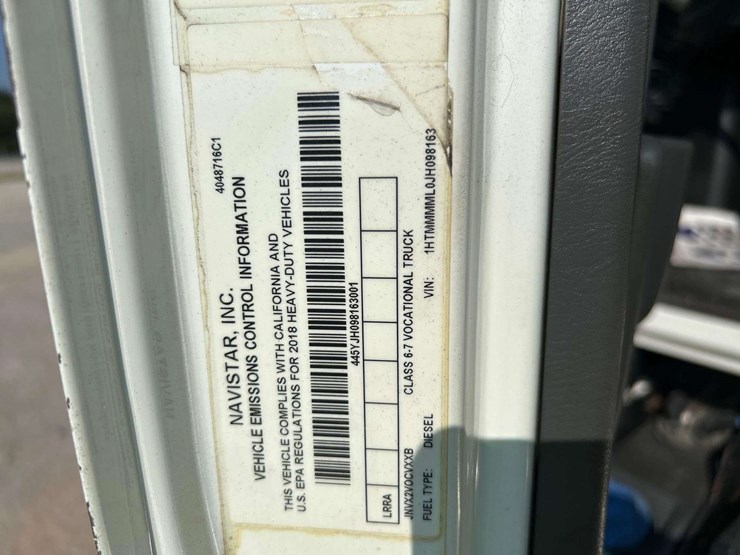 4048716C1
NAVISTAR, INC.
VEHICLE EMISSIONS CONTROL INFORMATION
THIS VEHICLE COMPLIES WITH CALIFORNIA AND
U.S. EPA REGULATIONS FOR 2018 HEAVY-DUTY VEHICLES
445YJH098163001
LRRA
JNVX2VOCVXXB CLASS 6-7 VOCATIONAL TRUCK
FUEL TYPE: DIESEL VIN: 1HTMMMML0JH098163